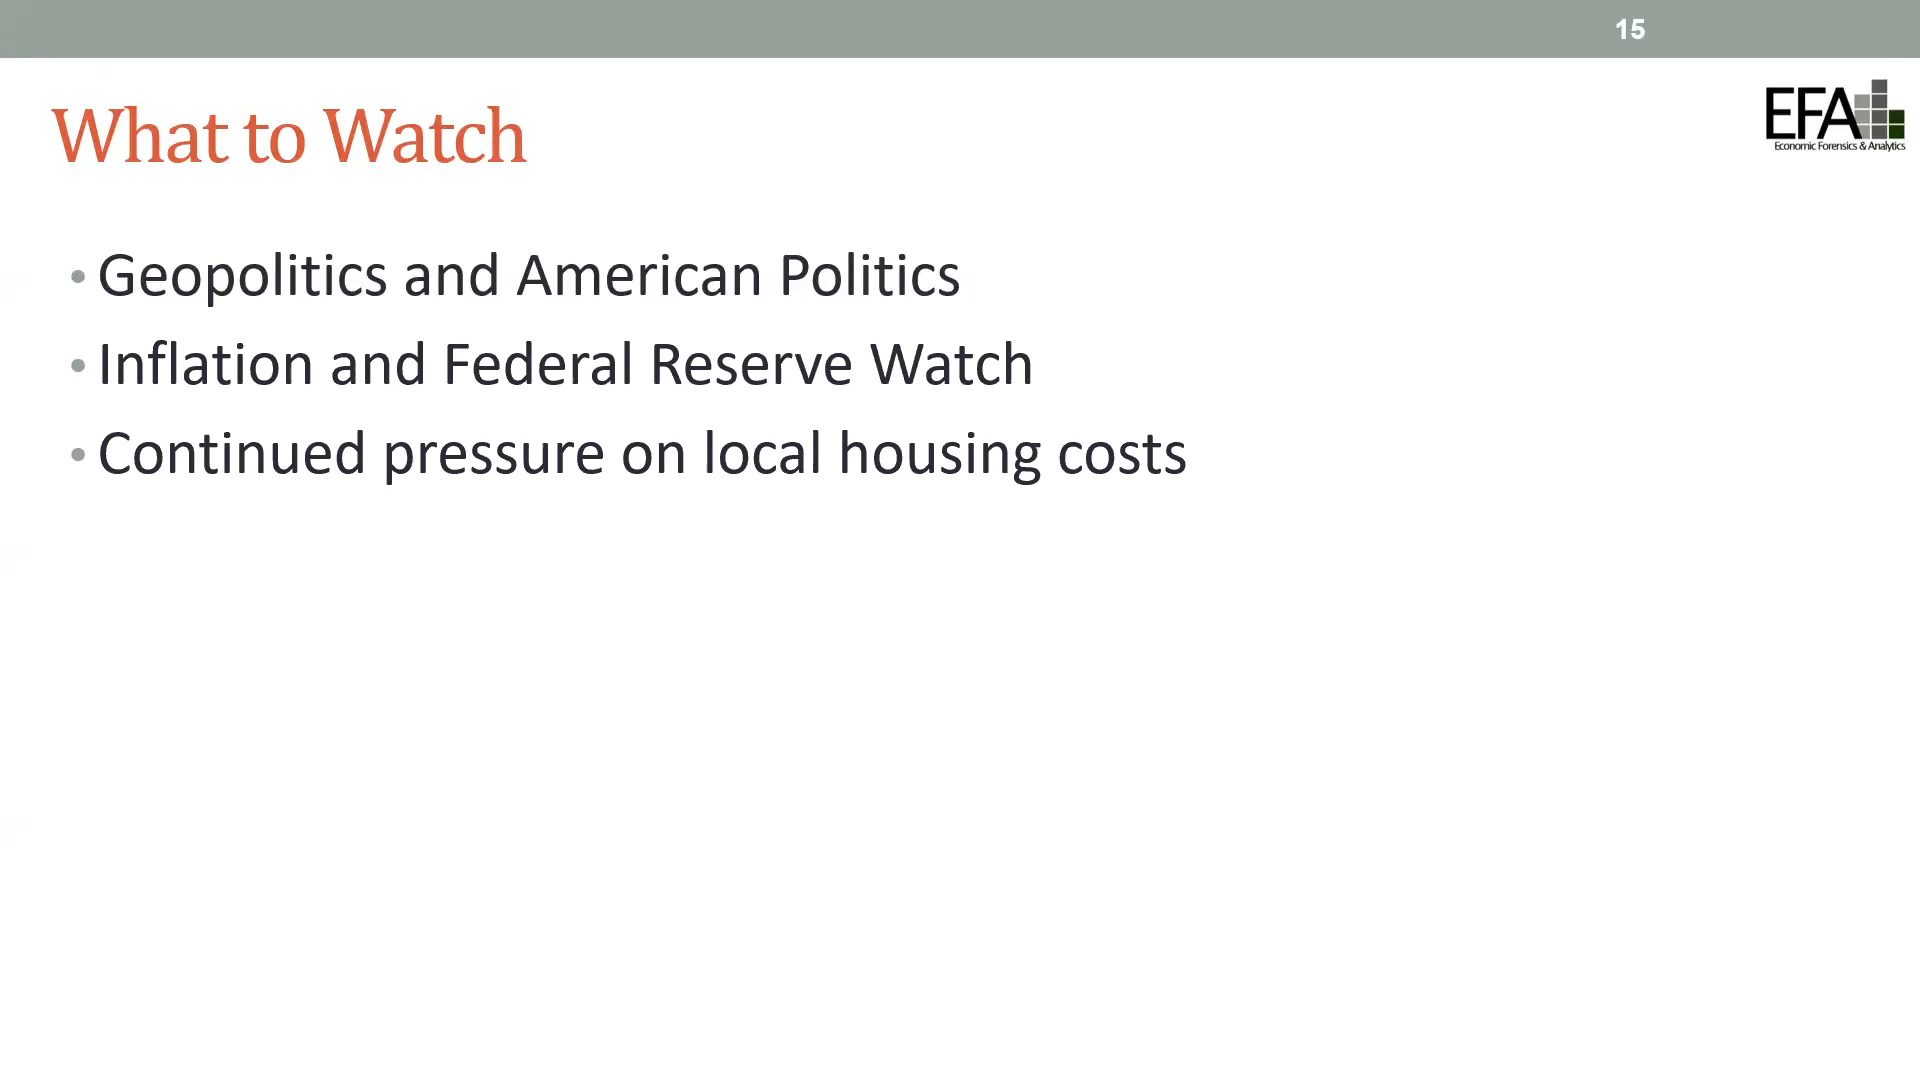 15
What to Watch
EFA
Economic Forensics & Analytics
• Geopolitics and American Politics
• Inflation and Federal Reserve Watch
• Continued pressure on local housing costs